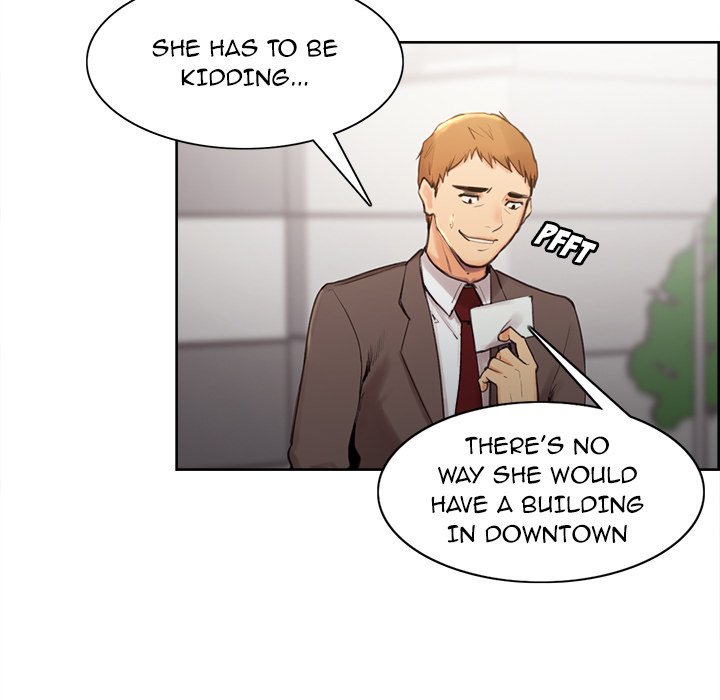 SHE HAS TO BE
KIDDING...
PFFT
THERE'S NO
WAY SHE WOULD
HAVE A BUILDING
IN DOWNTOWN